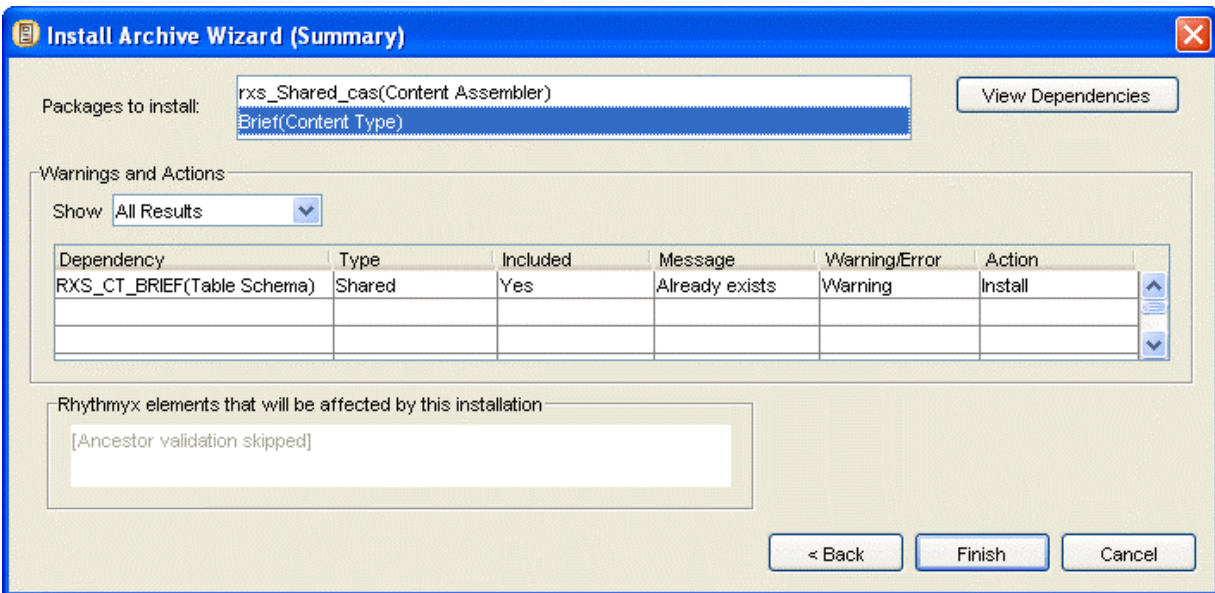 Install Archive Wizard (Summary)
Packages to install:
rxs_Shared_cas(Content Assembler)
Brief(Content Type)
View Dependencies
Warnings and Actions
Show All Results
Dependency Type Included Message Warning/Error Action
RXS_CT_BRIEF(Table Schema) Shared Yes Already exists Warning Install
Rhythmyx elements that will be affected by this installation
[Ancestor validation skipped]
< Back Finish Cancel